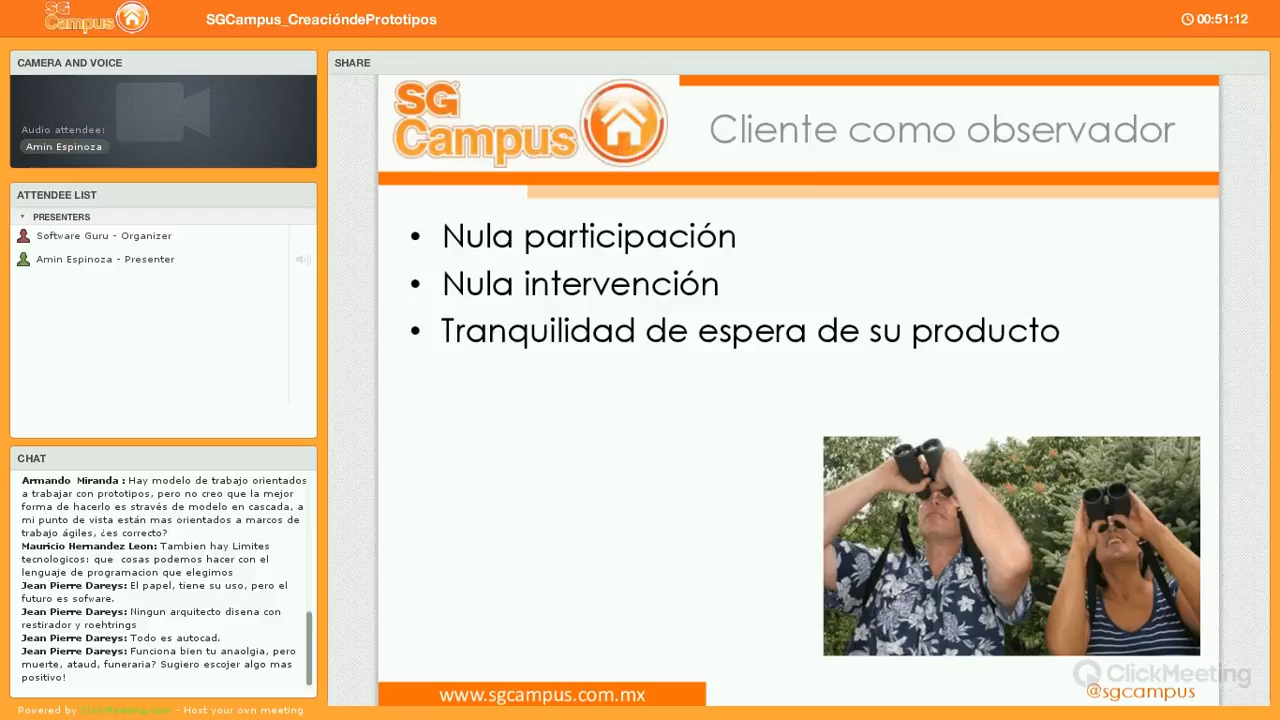 SG Campus
SGCampus_CreacióndePrototipos
00:51:12
CAMERA AND VOICE
Audio attendee:
Amin Espinoza
ATTENDEE LIST
PRESENTERS
Software Guru - Organizer
Amin Espinoza - Presenter
CHAT
Armando Miranda : Hay modelo de trabajo orientados
a trabajar con prototipos, pero no creo que la mejor
forma de hacerlo es através de modelo en cascada, a
mi punto de vista están mas orientados a marcos de
trabajo ágiles, ¿es correcto?
Mauricio Hernandez Leon: Tambien hay Limites
tecnologicos: que cosas podemos hacer con el
lenguaje de programacion que elegimos
Jean Pierre Dareys: El papel, tiene su uso, pero el
futuro es sofware.
Jean Pierre Dareys: Ningun arquitecto disena con
restirador y roehtrings
Jean Pierre Dareys: Todo es autocad.
Jean Pierre Dareys: Funciona bien tu anaolgia, pero
muerte, ataud, funeraria? Sugiero escojer algo mas
positivo!
Powered by ClickMeeting.com - Host your own meeting
SHARE
SG
Campus
Cliente como observador
• Nula participación
• Nula intervención
• Tranquilidad de espera de su producto
www.sgcampus.com.mx
ClickMeeting
@sgcampus